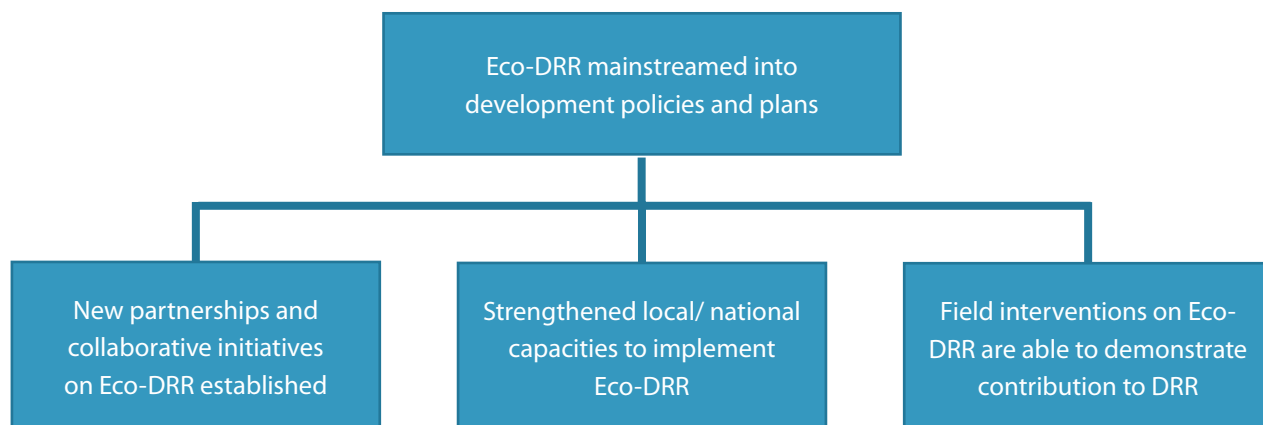 Eco-DRR mainstreamed into
development policies and plans
New partnerships and
collaborative initiatives
on Eco-DRR established
Strengthened local/ national
capacities to implement
Eco-DRR
Field interventions on Eco-
DRR are able to demonstrate
contribution to DRR